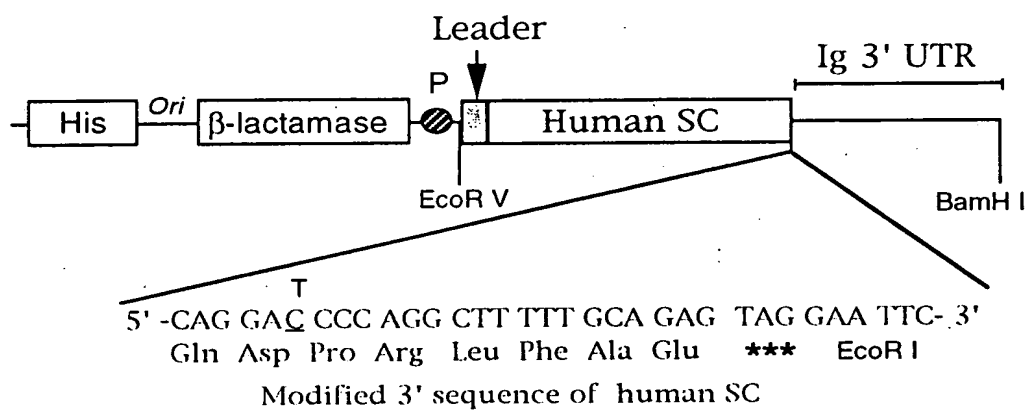 Leader
Ig 3' UTR
P
His
Ori
β-lactamase
Human SC
EcoR V
BamH I
T
5' -CAG GAC CCC AGG CTT TTT GCA GAG TAG GAA TTC- 3'
Gln Asp Pro Arg Leu Phe Ala Glu *** EcoR I
Modified 3' sequence of human SC